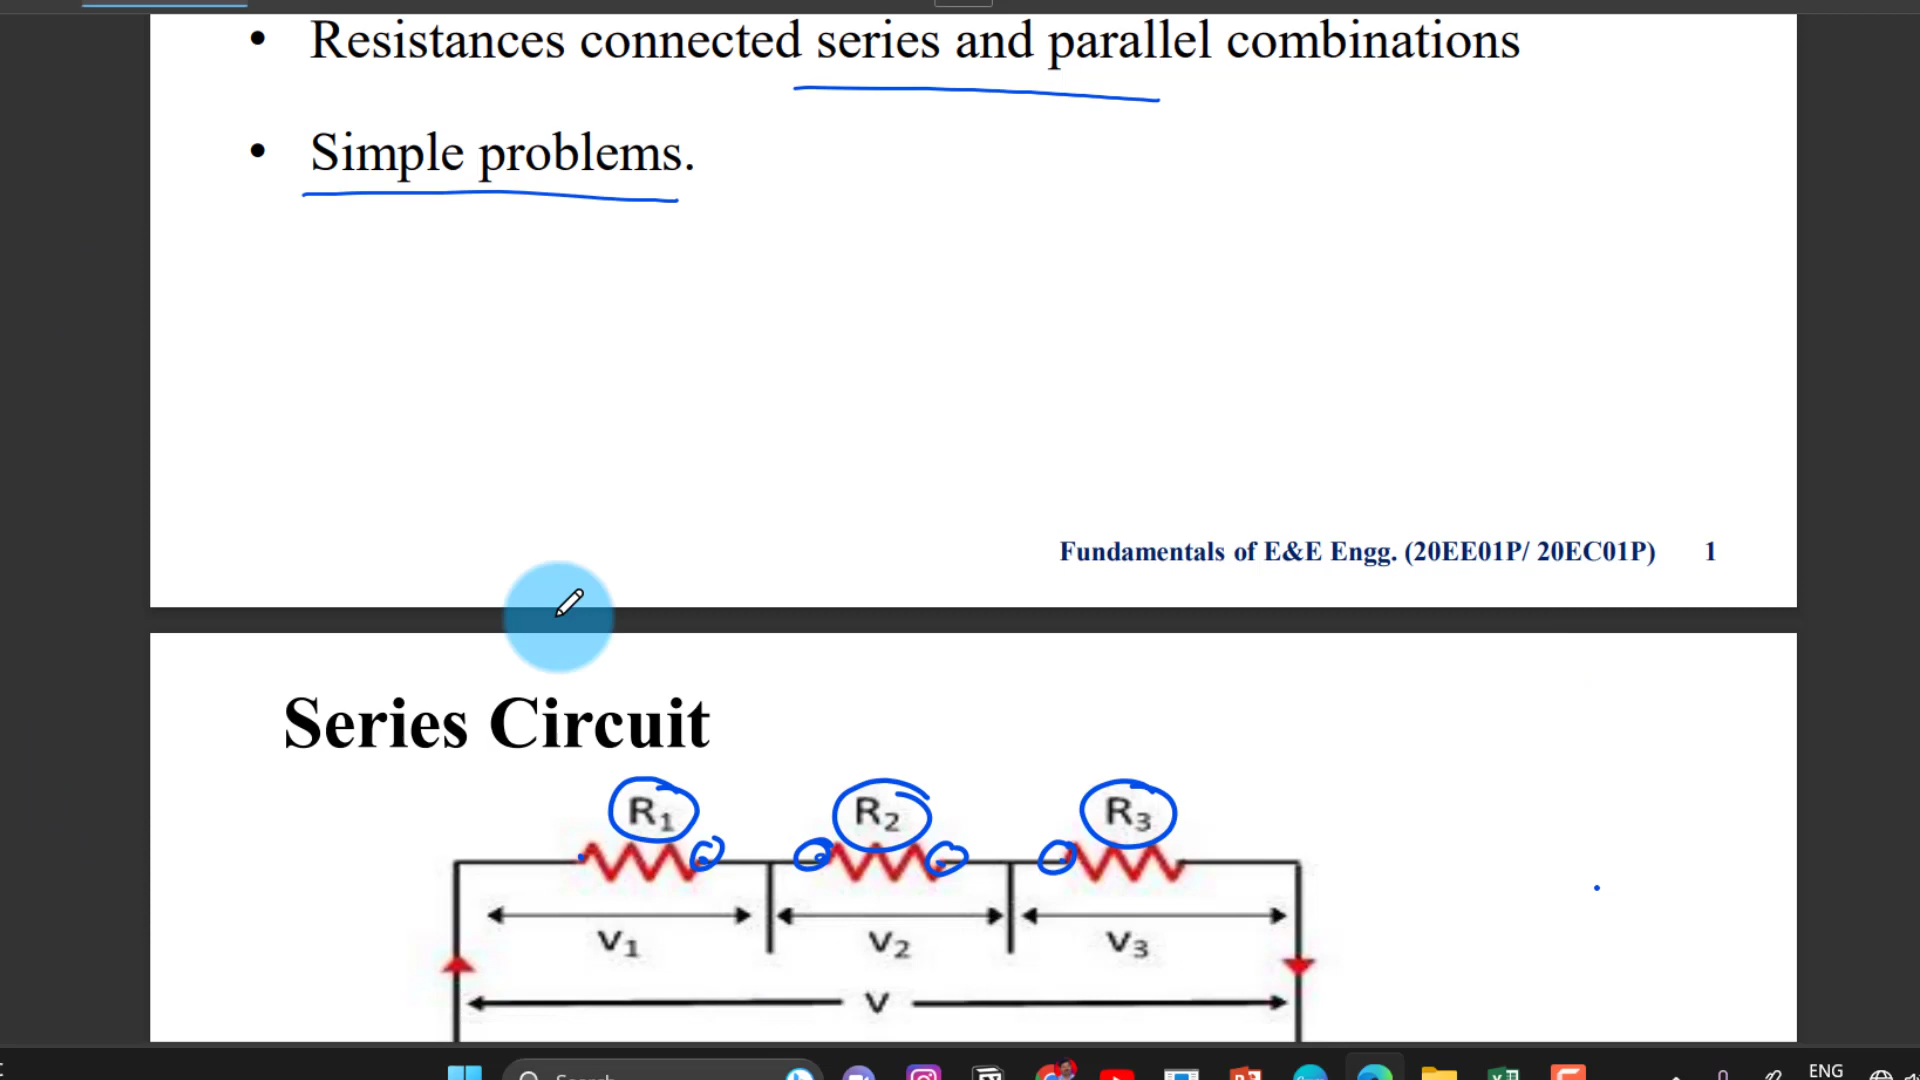 • Resistances connected series and parallel combinations
• Simple problems.
Fundamentals of E&E Engg. (20EE01P/ 20EC01P) 1
Series Circuit
R1 R2 R3
V1 V2 V3
V
Search
ENG